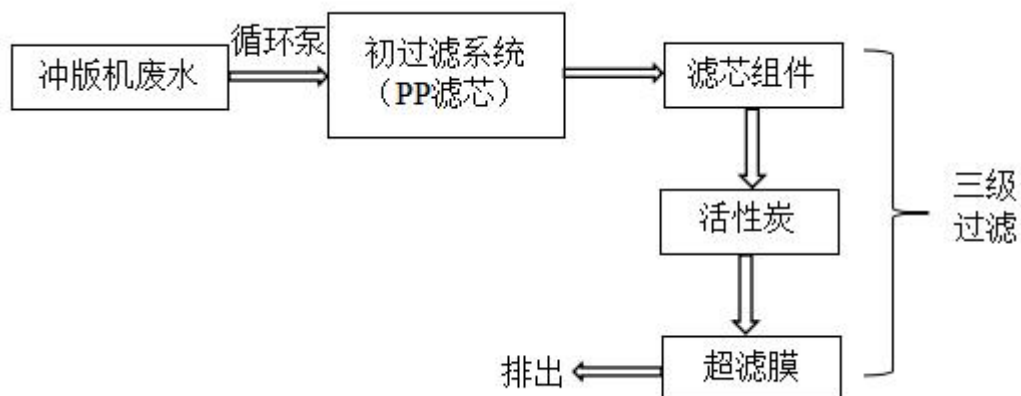 冲版机废水
循环泵
初过滤系统
（PP滤芯）
滤芯组件
活性炭
三级
过滤
超滤膜
排出